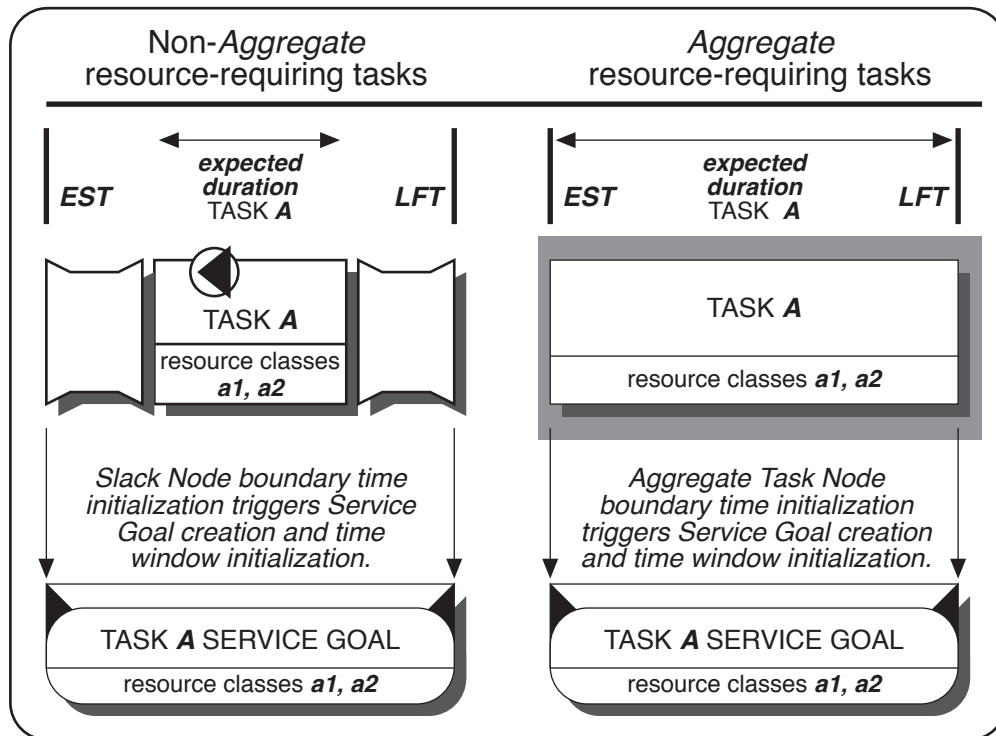 Non-Aggregate
resource-requiring tasks
EST
expected
duration
TASK A
LFT
TASK A
resource classes
a1, a2
Slack Node boundary time
initialization triggers Service
Goal creation and time
window initialization.
TASK A SERVICE GOAL
resource classes a1, a2
Aggregate
resource-requiring tasks
EST
expected
duration
TASK A
LFT
TASK A
resource classes a1, a2
Aggregate Task Node
boundary time initialization
triggers Service Goal creation
and time window initialization.
TASK A SERVICE GOAL
resource classes a1, a2